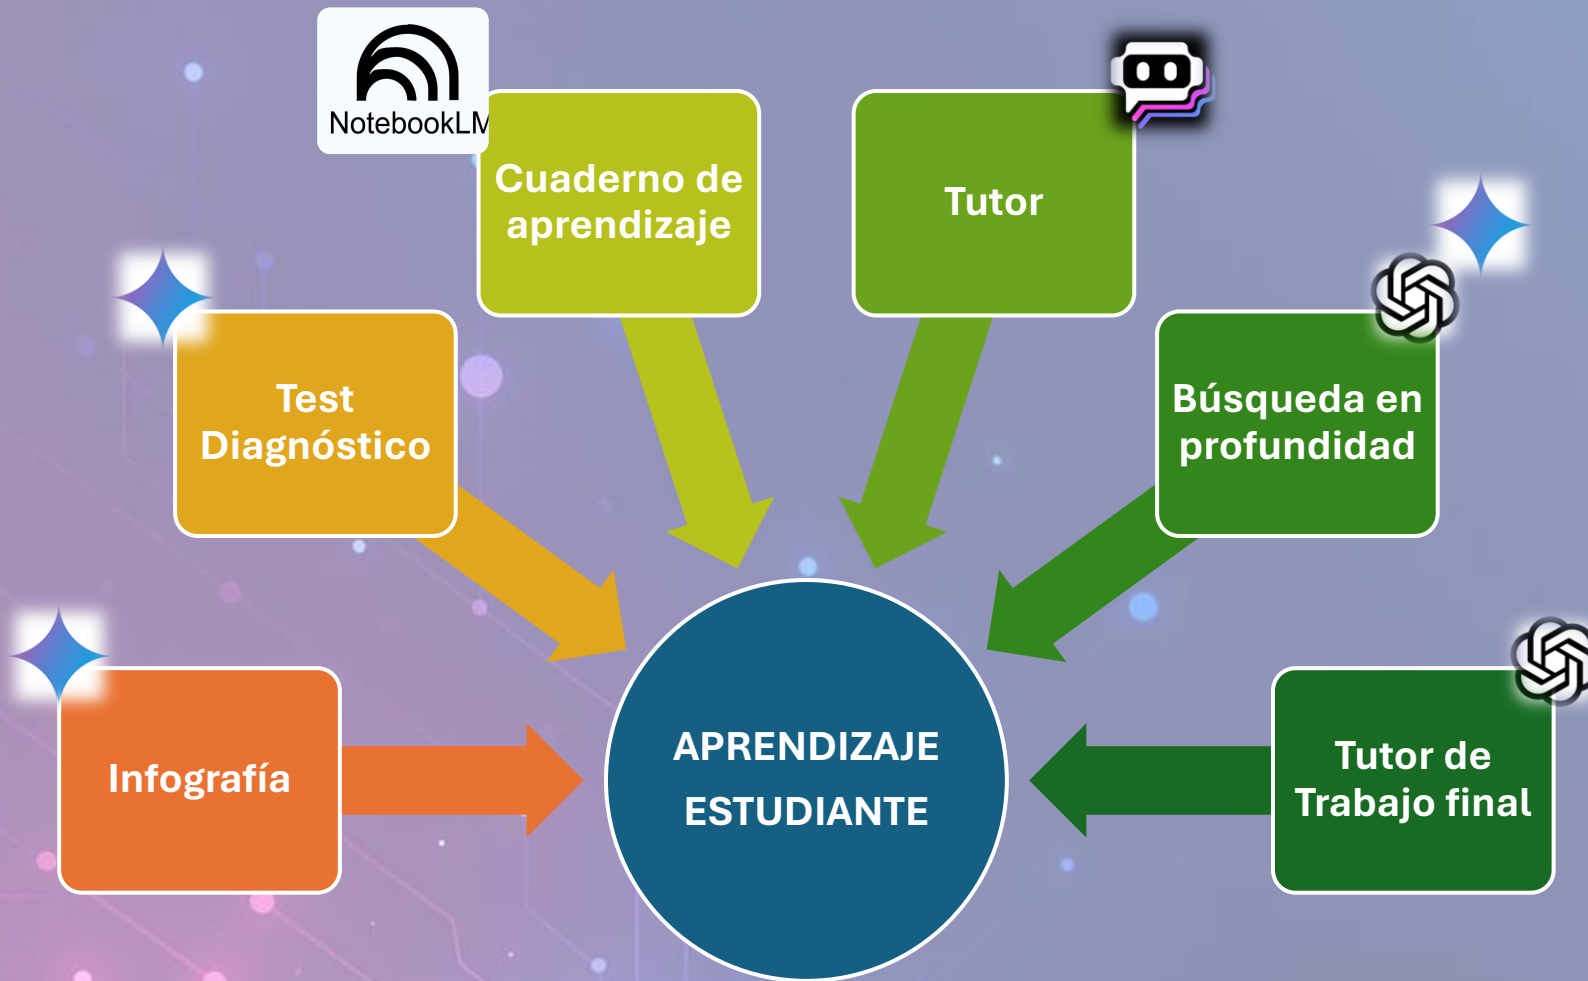 NotebookLM
Cuaderno de
aprendizaje
Tutor
Test
Diagnóstico
Búsqueda en
profundidad
Infografía
APRENDIZAJE
ESTUDIANTE
Tutor de
Trabajo final